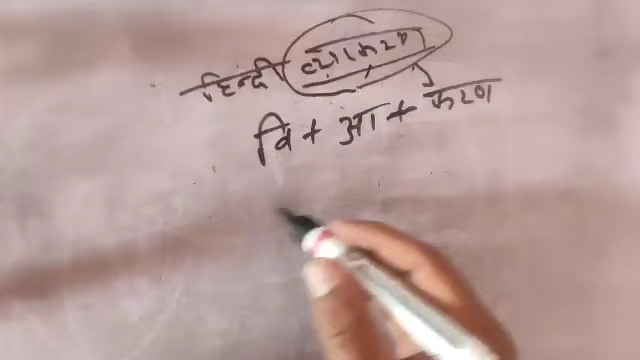 हिन्दी व्याकरण
वि + आ + करण